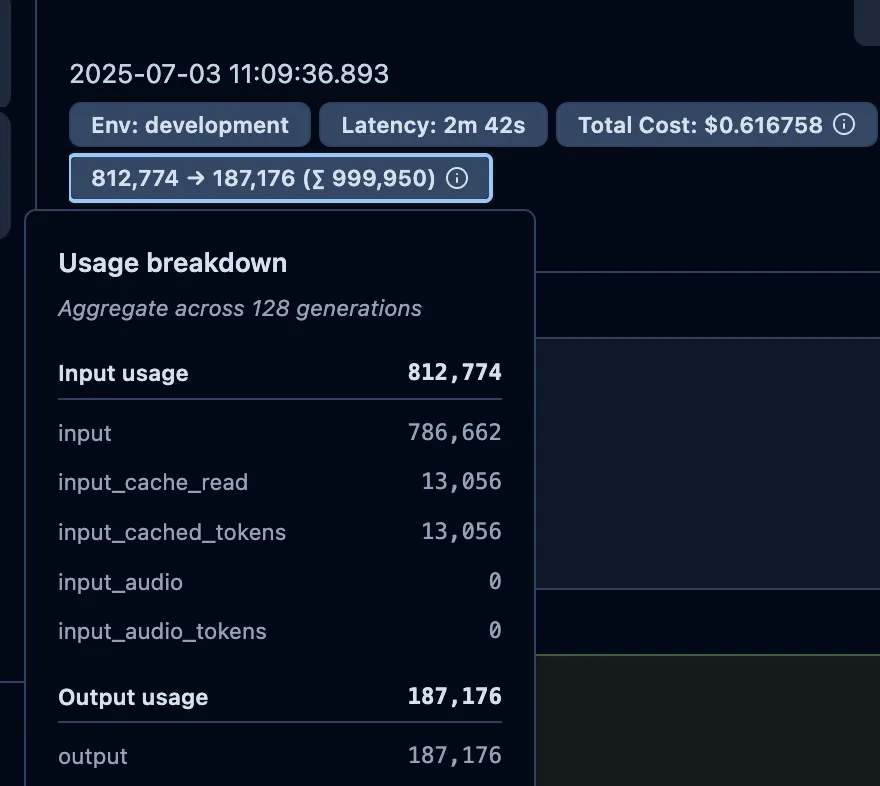 2025-07-03 11:09:36.893
Env: development Latency: 2m 42s Total Cost: $0.616758
812,774 → 187,176 (∑ 999,950)
Usage breakdown
Aggregate across 128 generations
Input usage 812,774
input 786,662
input_cache_read 13,056
input_cached_tokens 13,056
input_audio 0
input_audio_tokens 0
Output usage 187,176
output 187,176